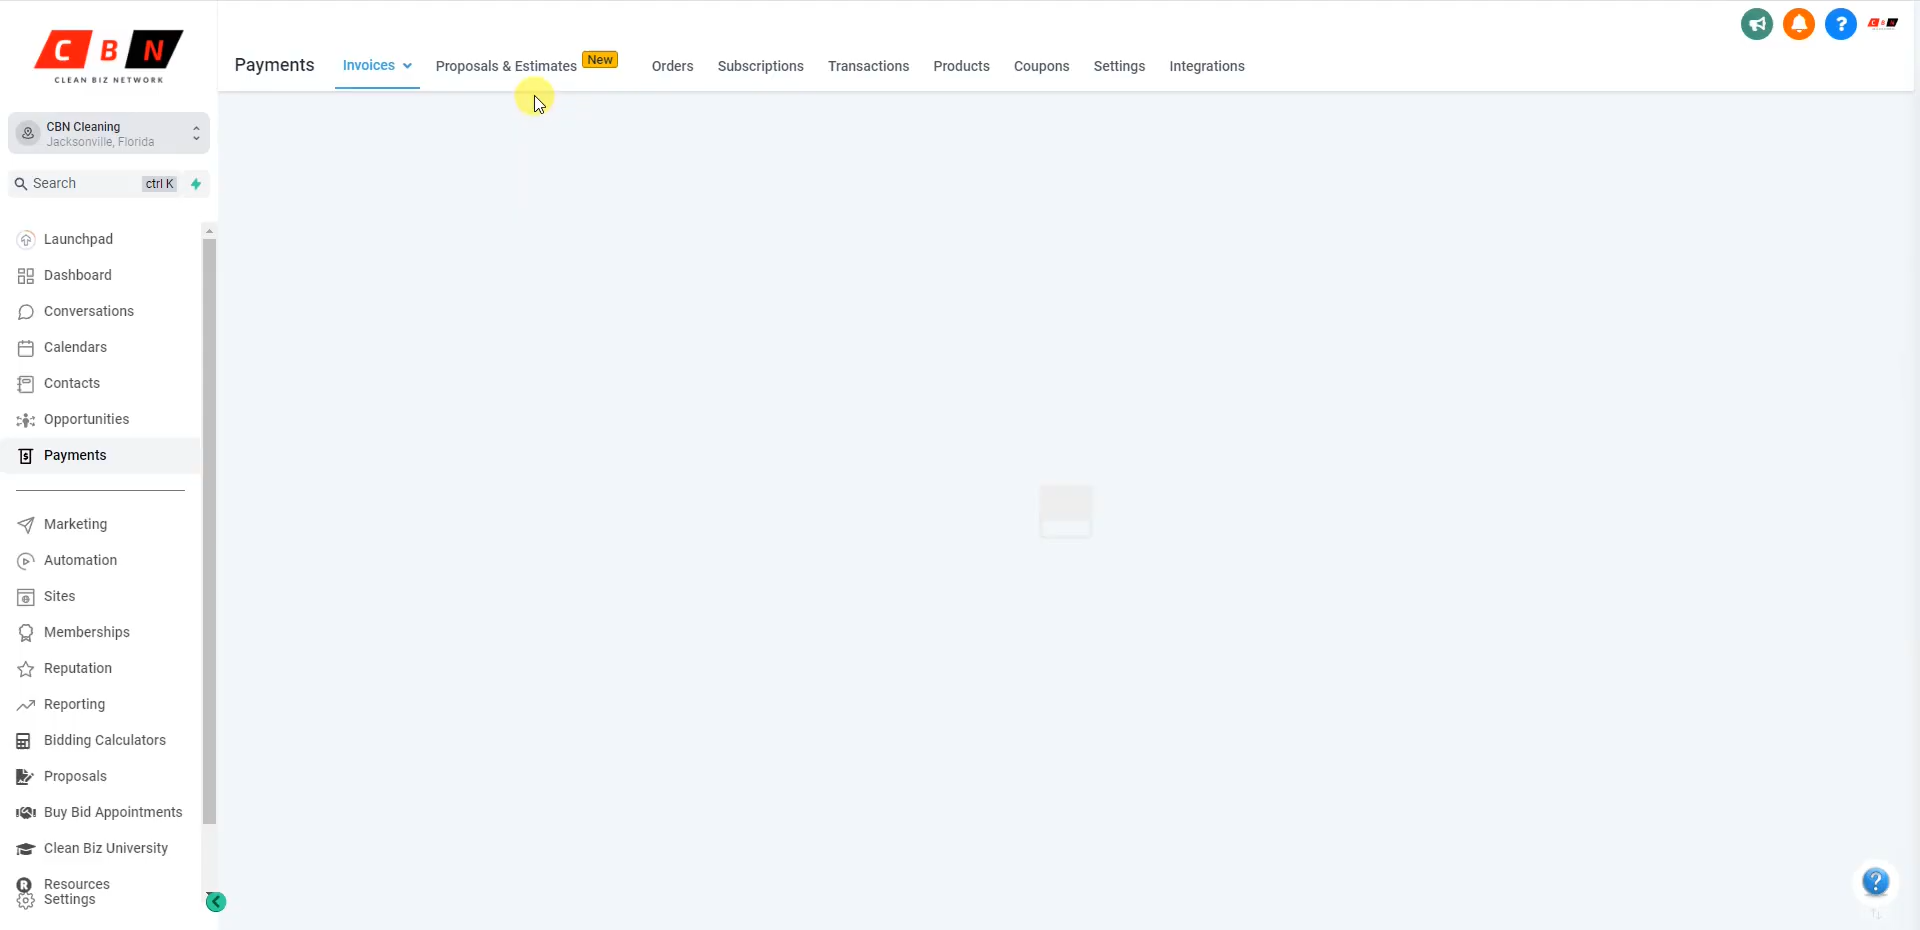 C B N
CLEAN BIZ NETWORK
CBN Cleaning
Jacksonville, Florida
Search ctrl K
Launchpad
Dashboard
Conversations
Calendars
Contacts
Opportunities
Payments
Marketing
Automation
Sites
Memberships
Reputation
Reporting
Bidding Calculators
Proposals
Buy Bid Appointments
Clean Biz University
Resources
Settings
Payments Invoices Proposals & Estimates New Orders Subscriptions Transactions Products Coupons Settings Integrations